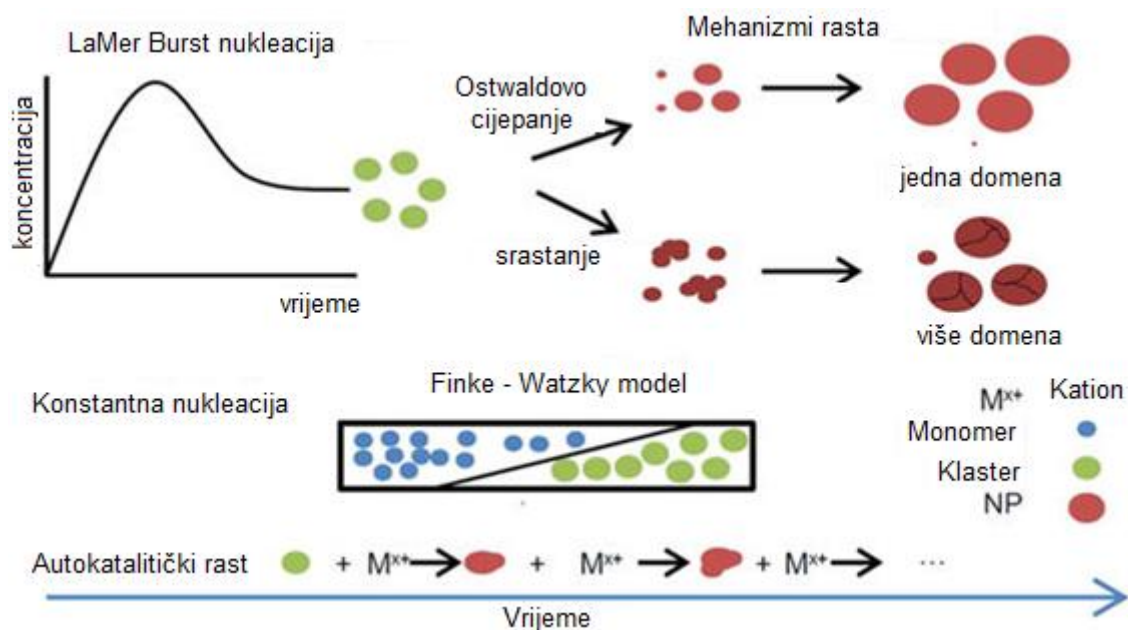 LaMer Burst nukleacija
Mehanizmi rasta
koncentracija
vrijeme
Ostwaldovo
cijepanje
srastanje
jedna domena
više domena
Finke - Watzky model
Konstantna nukleacija
Mˣ⁺ Kation
Monomer
Klaster
NP
Autokatalitički rast + Mˣ⁺ + Mˣ⁺ + Mˣ⁺ ...
Vrijeme